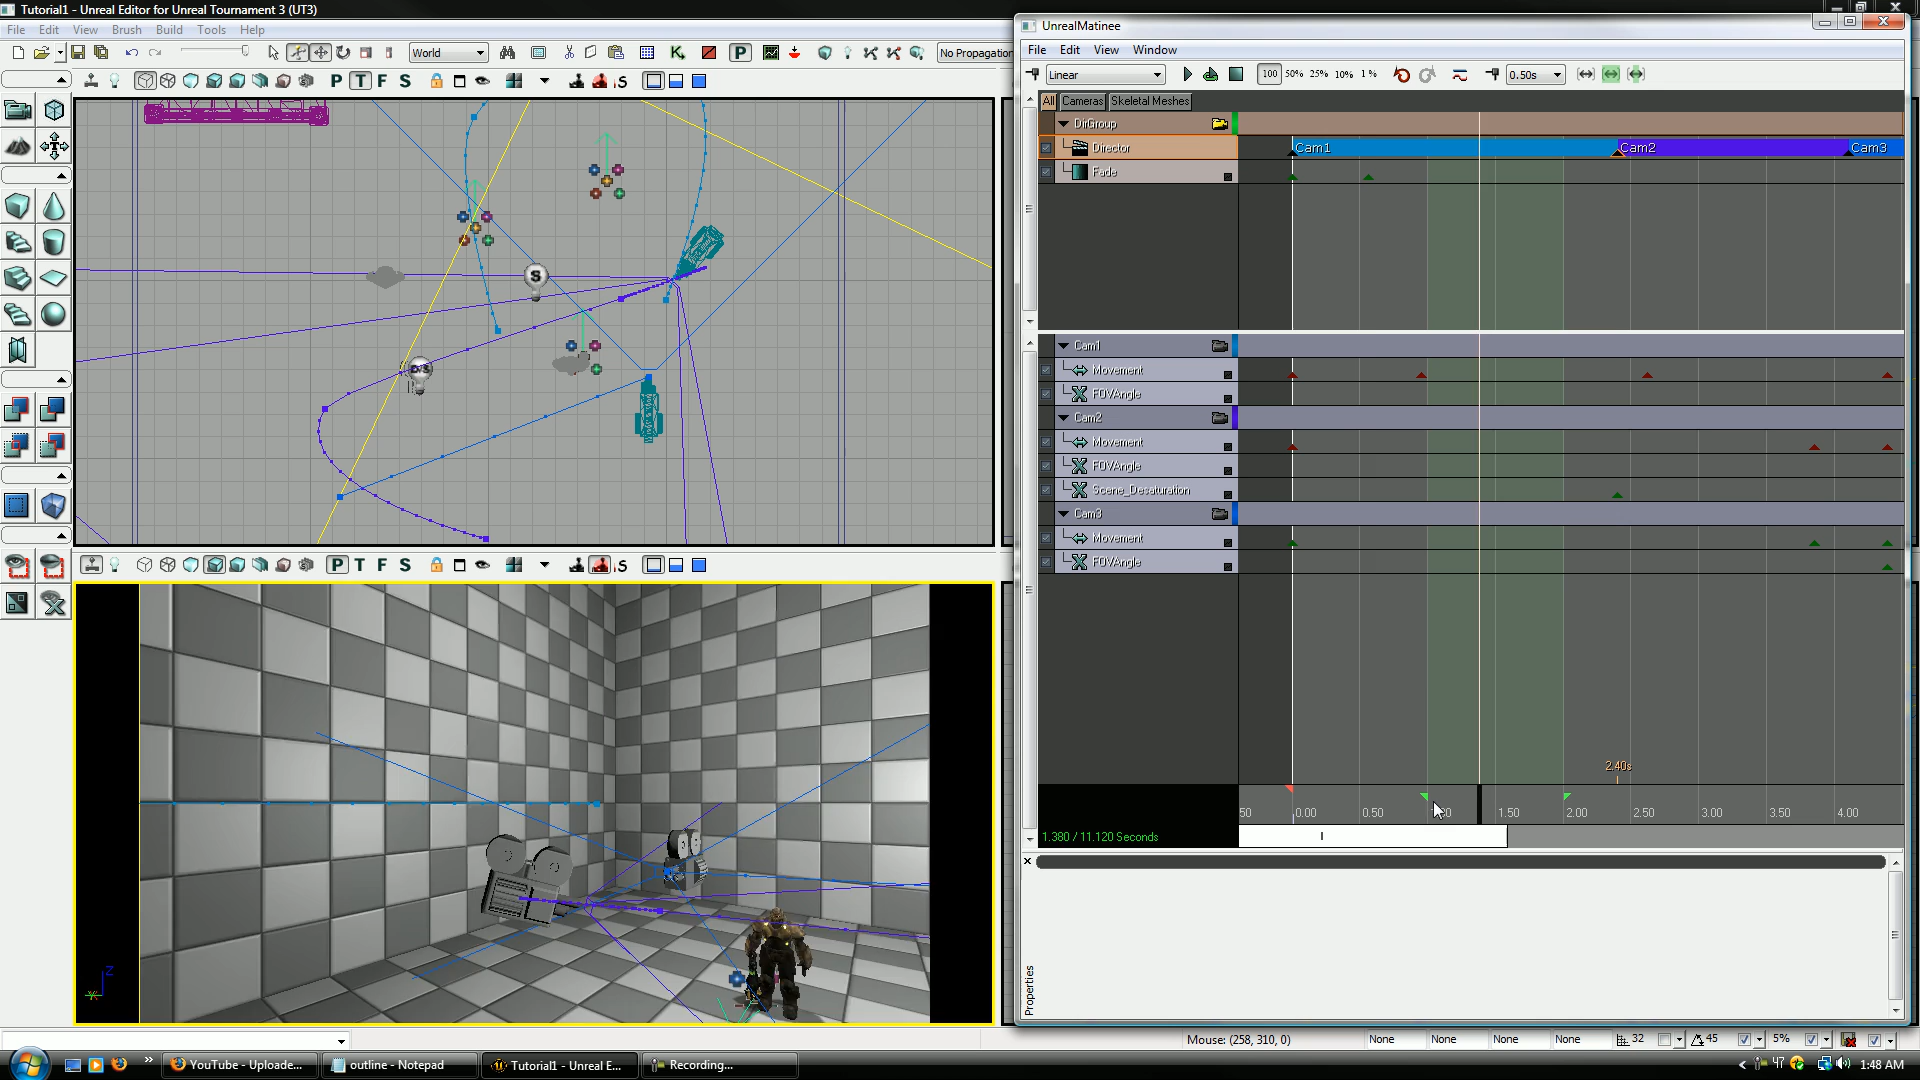 Tutorial1 - Unreal Editor for Unreal Tournament 3 (UT3)
File Edit View Brush Build Tools Help
World
No Propagation
P T F S
UnrealMatinee
File Edit View Window
Linear
100 50% 25% 10% 1%
0.50s
All Cameras Skeletal Meshes
DirGroup
Director
Cam1 Cam2 Cam3
Fade
Cam1
Movement
FOVAngle
Cam2
Movement
FOVAngle
Scene_Desaturation
Cam3
Movement
FOVAngle
2.40s
50 0.00 0.50 1.50 2.00 2.50 3.00 3.50 4.00
1.380 / 11.120 Seconds
S
P T F S
Z
Properties
Mouse: (258, 310, 0)
None None None None
32 45 5%
YouTube - Uploade...
outline - Notepad
Tutorial1 - Unreal E...
Recording...
1:48 AM